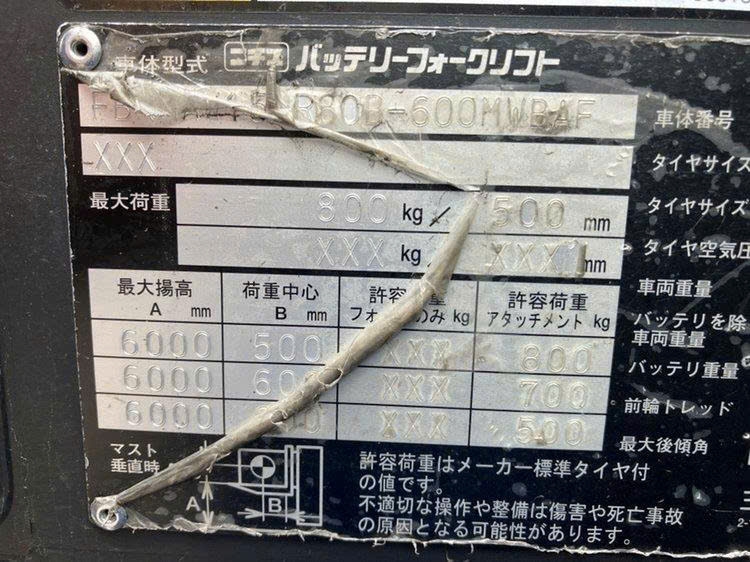 車体型式 ニチユ バッテリーフォークリフト
R80B-600MWBAF 車体番号
XXX タイヤサイズ
最大荷重 800 kg/ 500 mm タイヤサイズ
XXX kg XXX mm タイヤ空気圧
最大揚高 荷重中心 許容荷重 許容荷重 車両重量
A mm B mm フォークのみ kg アタッチメント kg バッテリを除
車両重量
6000 500 XXX 800
バッテリ重量
6000 XXX 700
前輪トレッド
6000 XXX 500
最大後傾角
マスト
垂直時
A B
許容荷重はメーカー標準タイヤ付
の値です。
不適切な操作や整備は傷害や死亡事故
の原因となる可能性があります。